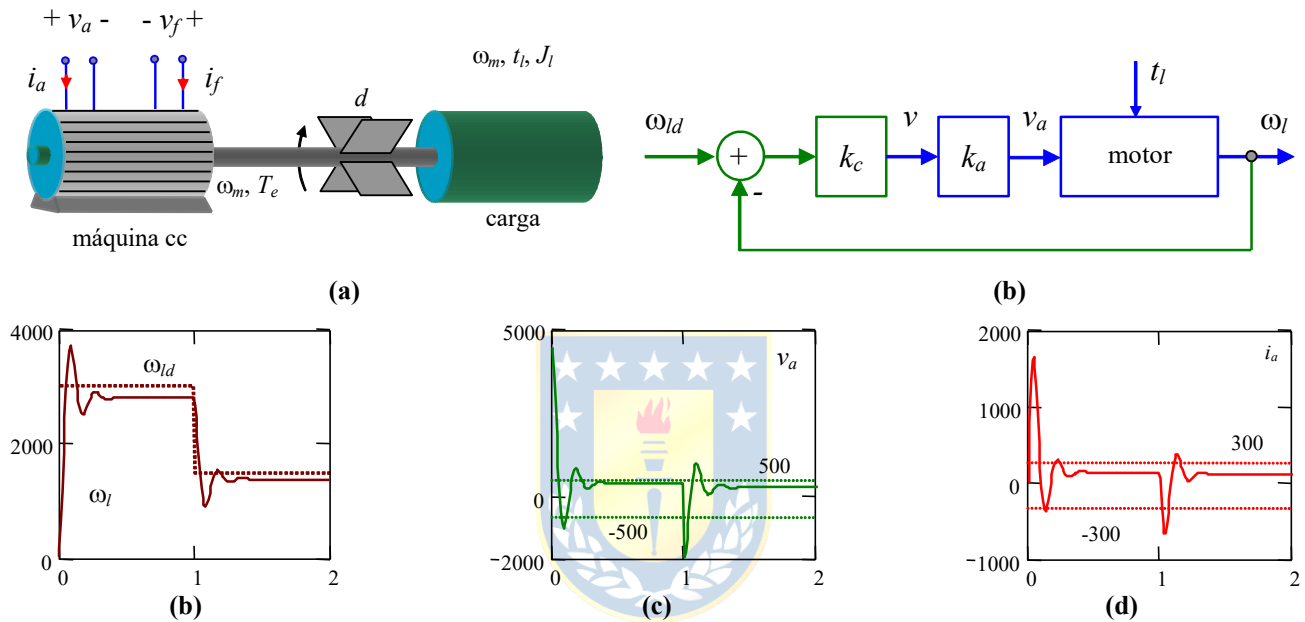 + v_a -
- v_f +
i_a
i_f
d
ω_m, t_l, J_l
ω_m, T_e
máquina cc
carga
(a)
t_l
ω_ld
+
-
k_c
v
k_a
v_a
motor
ω_l
(b)
4000
2000
0
ω_ld
ω_l
0
1
2
(b)
5000
0
−2000
v_a
500
-500
0
1
2
(c)
2000
1000
0
−1000
i_a
300
-300
0
1
2
(d)